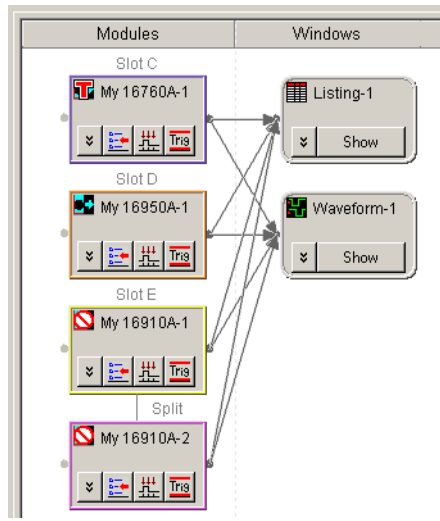 Modules Windows
Slot C
My 16760A-1 Listing-1
Trig Show
Slot D
My 16950A-1 Waveform-1
Trig Show
Slot E
My 16910A-1
Trig
Split
My 16910A-2
Trig